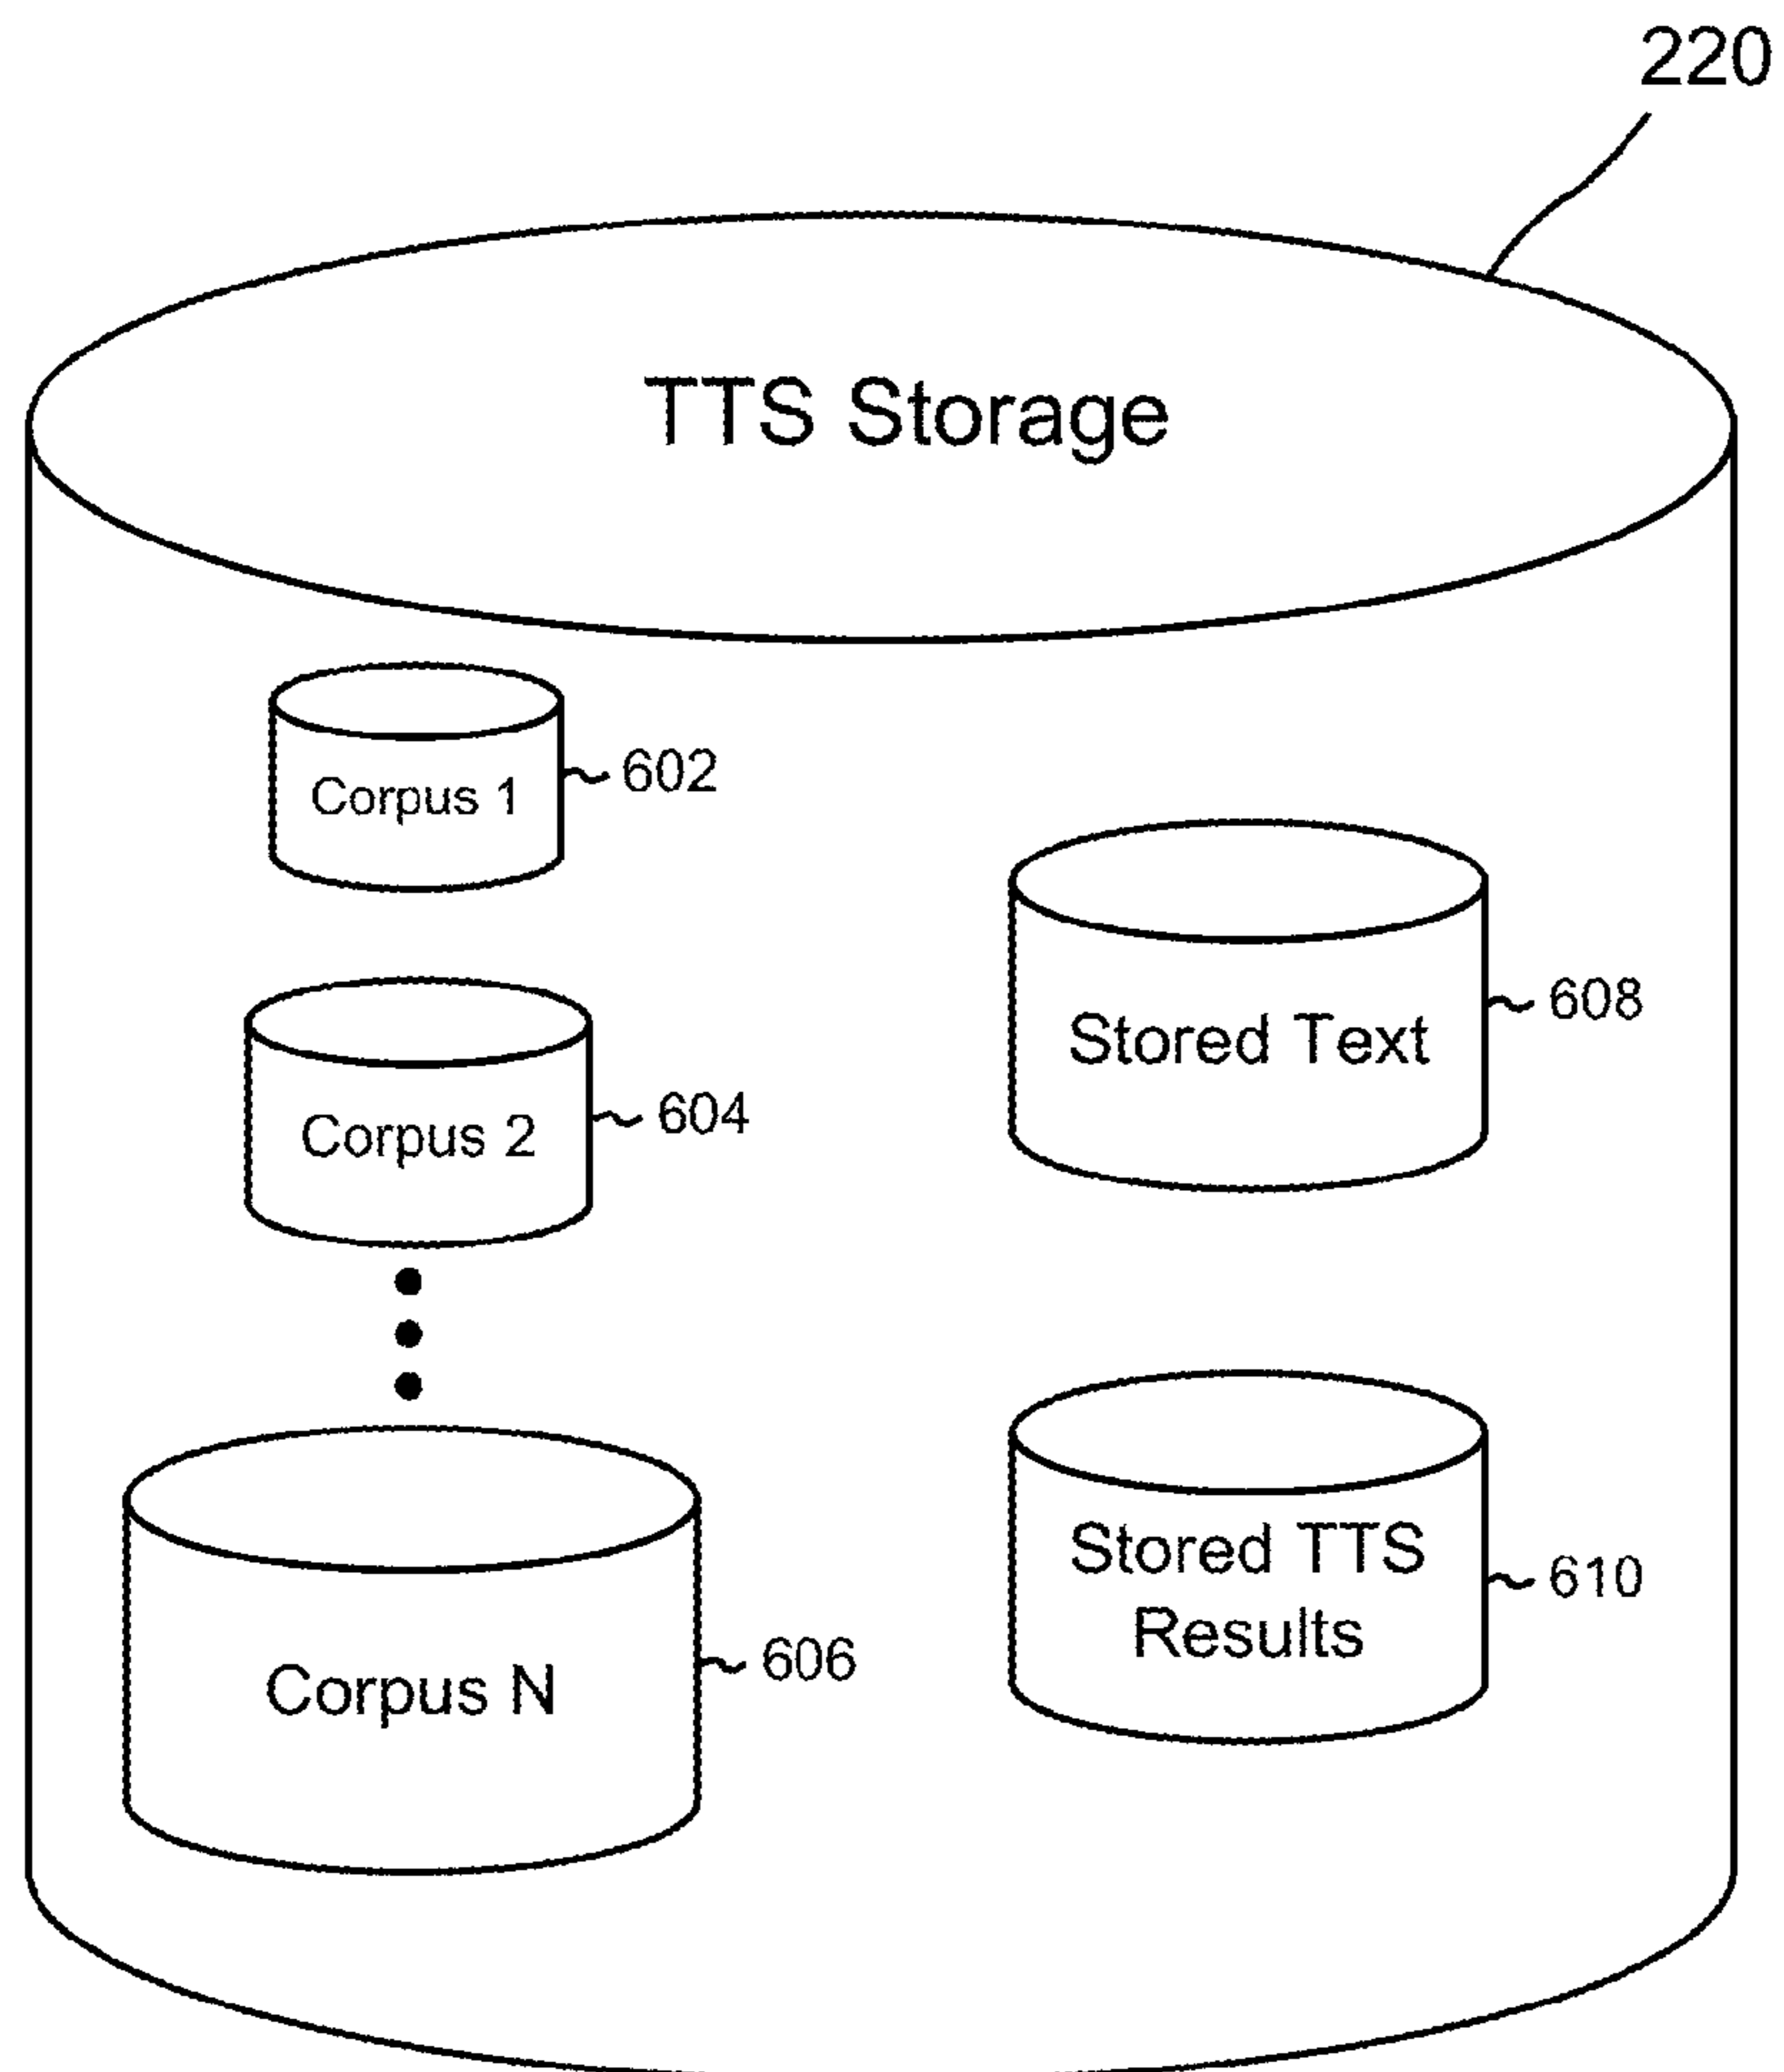 220
TTS Storage
Corpus 1
602
Corpus 2
604
Corpus N
606
Stored Text
608
Stored TTS
Results
610